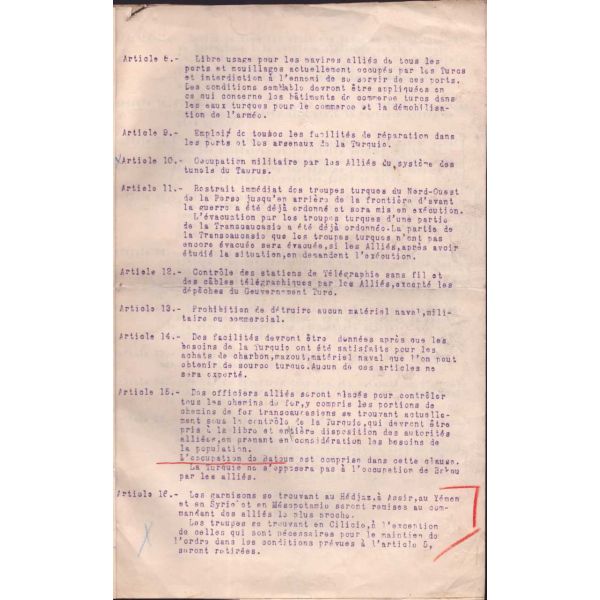 Article 8.- Libre usage pour les navires alliés de tous les
ports et mouillages actuellement occupés par les Turcs
et interdiction à l'ennemi de se servir de ces ports.
Des conditions semblable devront être appliquées en
ce qui concerne les bâtiments de commerce turcs dans
les eaux turques pour le commerce et la démobilisa-
tion de l'armée.
Article 9.- Emploi de toutes les facilités de réparation dans
les ports et les arsenaux de la Turquie.
Article 10.- Occupation militaire par les Alliés du système des
tunels du Taurus.
Article 11.- Restrait immédiat des troupes turques du Nord-Ouest
de la Perse jusqu'en arrière de la frontière d'avant
la guerre a été déjà ordonné et sera mis en exécution.
L'évacuation par les troupes turques d'une partie
de la Transcaucasie a été déjà ordonnée. La partie de
la Transcaucasie que les troupes turques n'ont pas
encore évacué sera évacuée, si les Alliés, après avoir
étudié la situation, en demandent l'exécution.
Article 12.- Contrôle des stations de Télégraphie sans fil et
des câbles télégraphiques par les Alliés, excepté les
dépêches du Gouvernement Turc.
Article 13.- Prohibition de détruire aucun matériel naval, mili-
taire ou commercial.
Article 14.- Des facilités devront être données après que les
besoins de la Turquie ont été satisfaits pour les
achats de charbon, mazout, matériel naval que l'on peut
obtenir de source turque. Aucun de ces articles ne
sera exporté.
Article 15.- Des officiers alliés seront placés pour contrôler
tous les chemins de fer, y compris les portions de
chemins de fer transcaucasiens se trouvant actuelle-
ment sous le contrôle de la Turquie, qui devront être
pris à la libre et entière disposition des autorités
alliées, en prenant en considération les besoins de
la population.
L'occupation de Batoum est comprise dans cette clause.
La Turquie ne s'opposera pas à l'occupation de Bakou
par les alliés.
Article 16.- Les garnisons se trouvant au Hédjaz, à Assir, au Yémen
et en Syrie et en Mésopotamie seront remises au com-
mandant des alliés le plus proche.
Les troupes se trouvant en Cilicie, à l'exception
de celles qui sont nécessaires pour le maintien de
l'ordre dans les conditions prévues à l'article 5,
seront retirées.